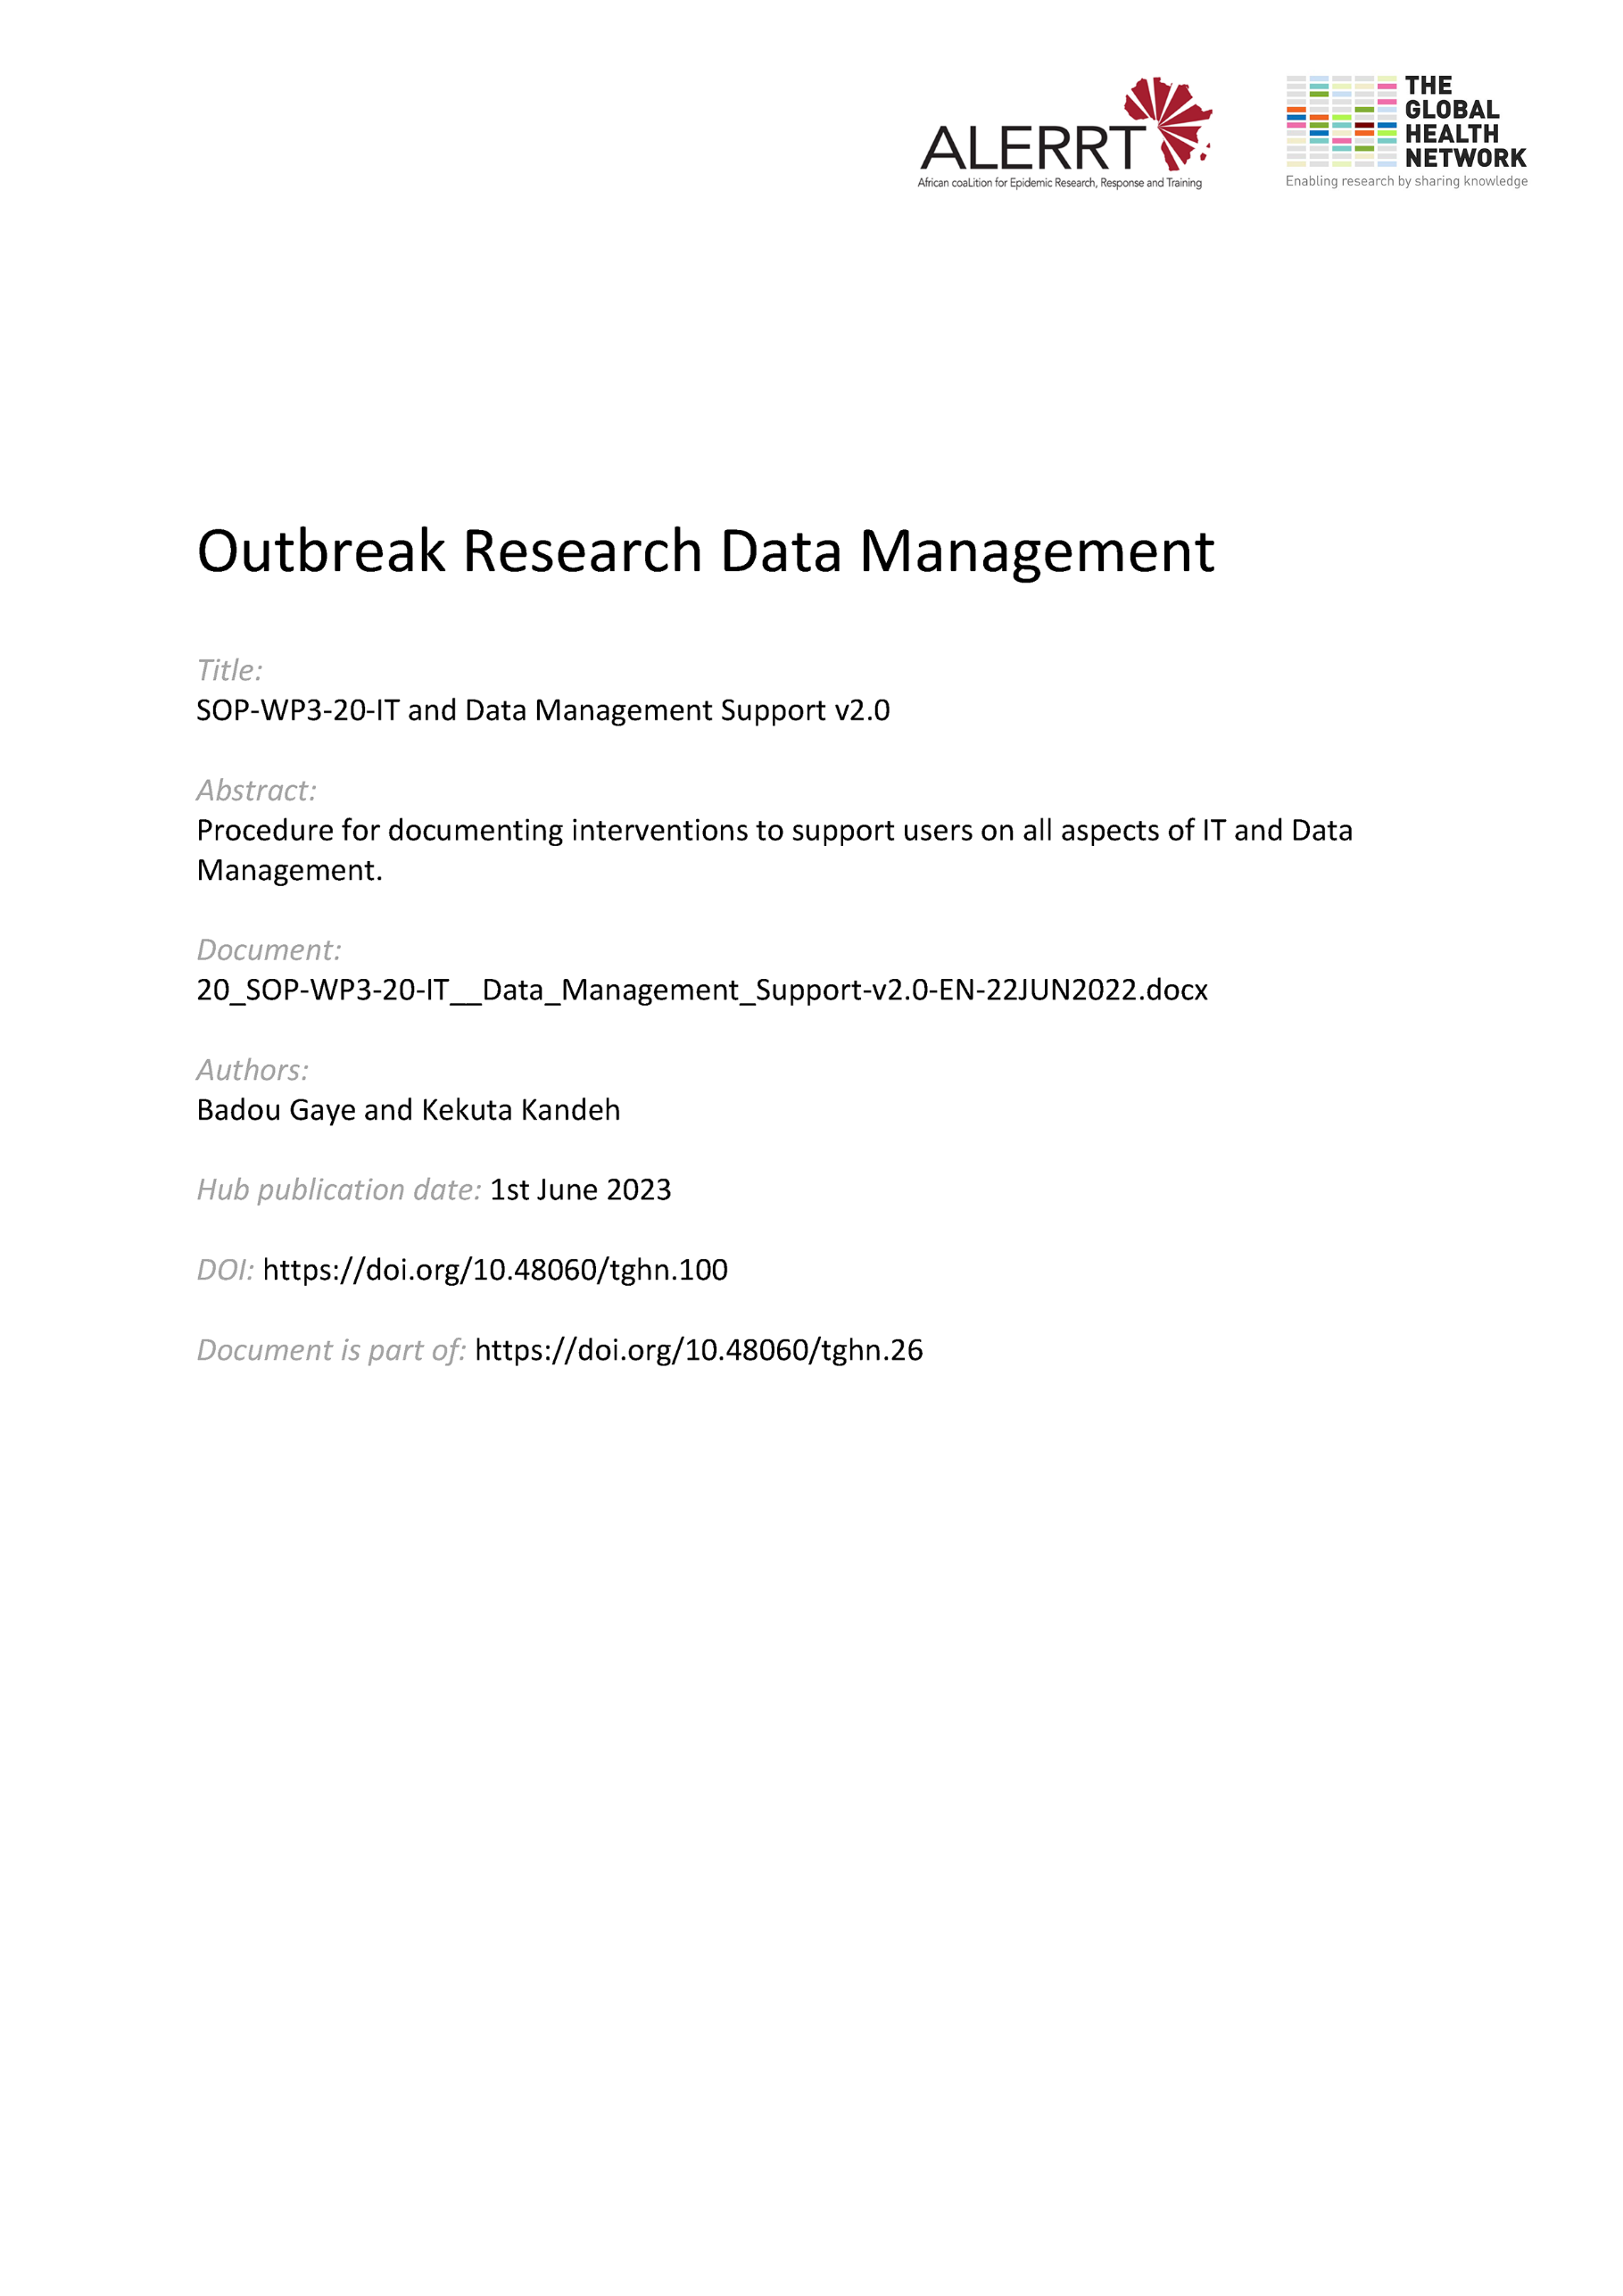 ALERRT
African coaLition for Epidemic Research, Response and Training
THE
GLOBAL
HEALTH
NETWORK
Enabling research by sharing knowledge
Outbreak Research Data Management
Title:
SOP-WP3-20-IT and Data Management Support v2.0
Abstract:
Procedure for documenting interventions to support users on all aspects of IT and Data
Management.
Document:
20_SOP-WP3-20-IT__Data_Management_Support-v2.0-EN-22JUN2022.docx
Authors:
Badou Gaye and Kekuta Kandeh
Hub publication date: 1st June 2023
DOI: https://doi.org/10.48060/tghn.100
Document is part of: https://doi.org/10.48060/tghn.26